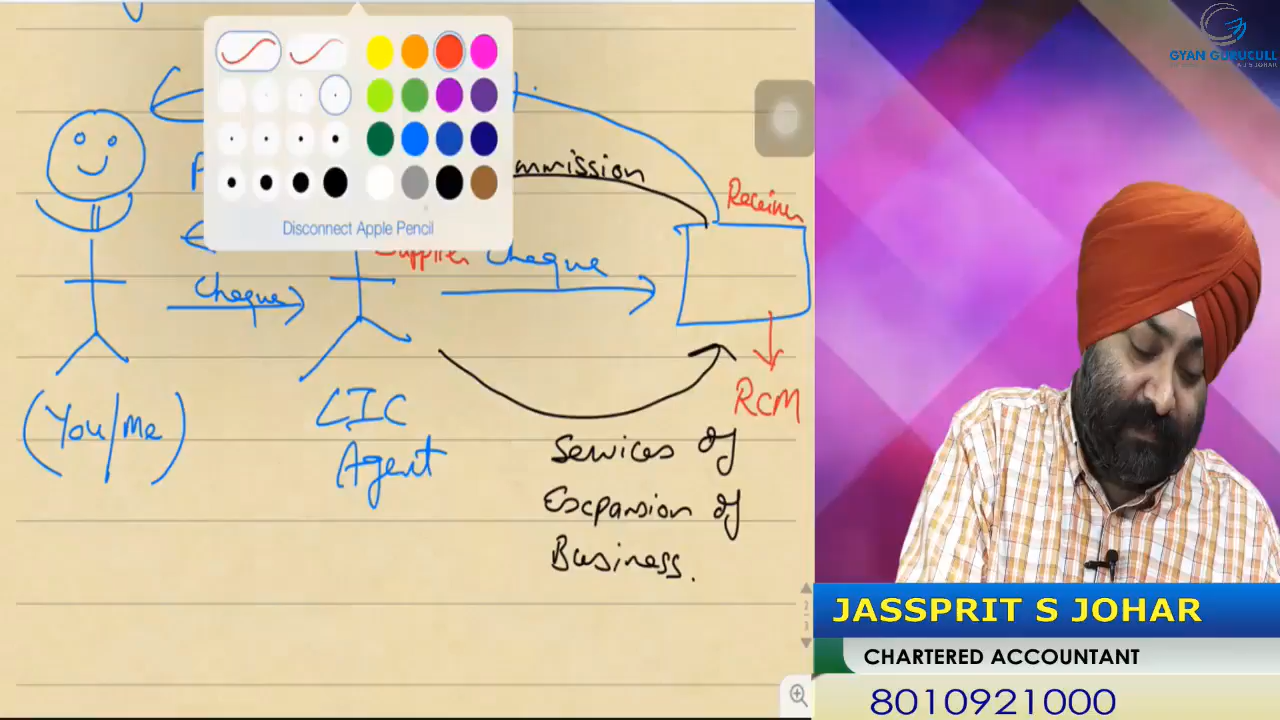 GYAN GURUCULL
Disconnect Apple Pencil
mmission
Receiver
Supplier
Cheque
Cheque
RCM
(You/Me)
LIC
Agent
Services of
Expansion of
Business.
JASSPRIT S JOHAR
CHARTERED ACCOUNTANT
8010921000